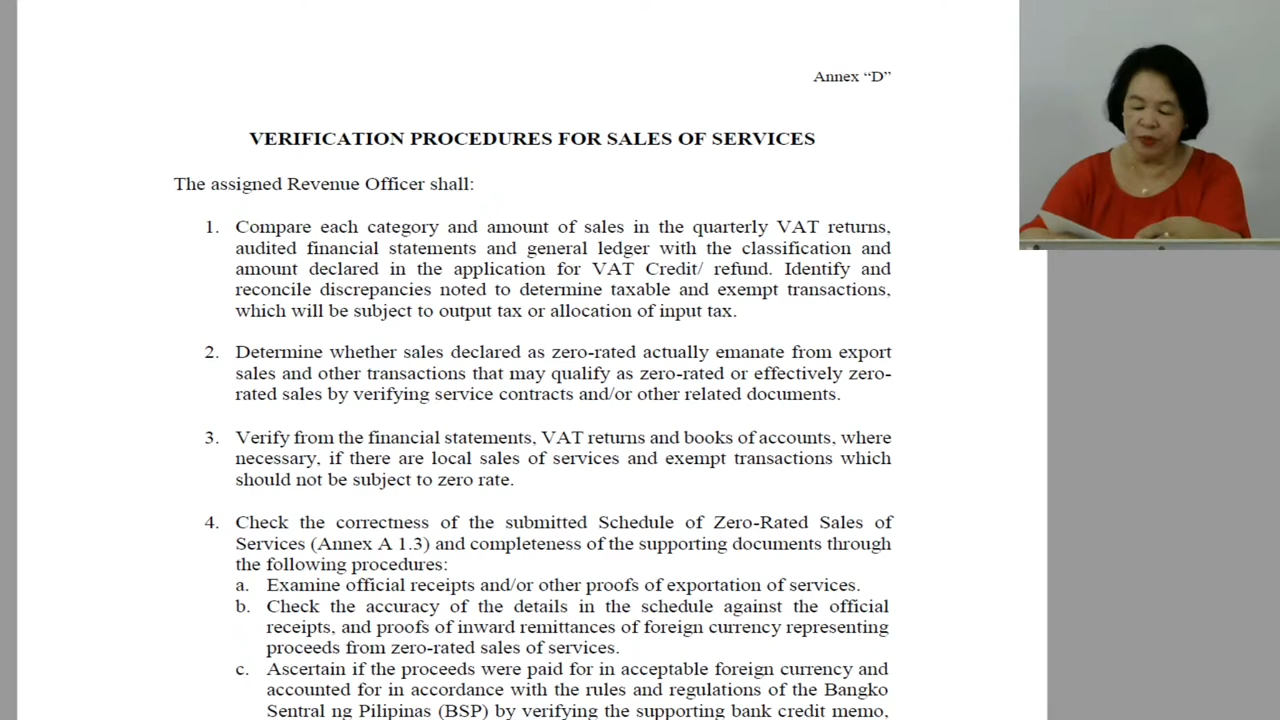 Annex “D”
VERIFICATION PROCEDURES FOR SALES OF SERVICES
The assigned Revenue Officer shall:
1. Compare each category and amount of sales in the quarterly VAT returns,
audited financial statements and general ledger with the classification and
amount declared in the application for VAT Credit/ refund. Identify and
reconcile discrepancies noted to determine taxable and exempt transactions,
which will be subject to output tax or allocation of input tax.
2. Determine whether sales declared as zero-rated actually emanate from export
sales and other transactions that may qualify as zero-rated or effectively zero-
rated sales by verifying service contracts and/or other related documents.
3. Verify from the financial statements, VAT returns and books of accounts, where
necessary, if there are local sales of services and exempt transactions which
should not be subject to zero rate.
4. Check the correctness of the submitted Schedule of Zero-Rated Sales of
Services (Annex A 1.3) and completeness of the supporting documents through
the following procedures:
a. Examine official receipts and/or other proofs of exportation of services.
b. Check the accuracy of the details in the schedule against the official
receipts, and proofs of inward remittances of foreign currency representing
proceeds from zero-rated sales of services.
c. Ascertain if the proceeds were paid for in acceptable foreign currency and
accounted for in accordance with the rules and regulations of the Bangko
Sentral ng Pilipinas (BSP) by verifying the supporting bank credit memo,